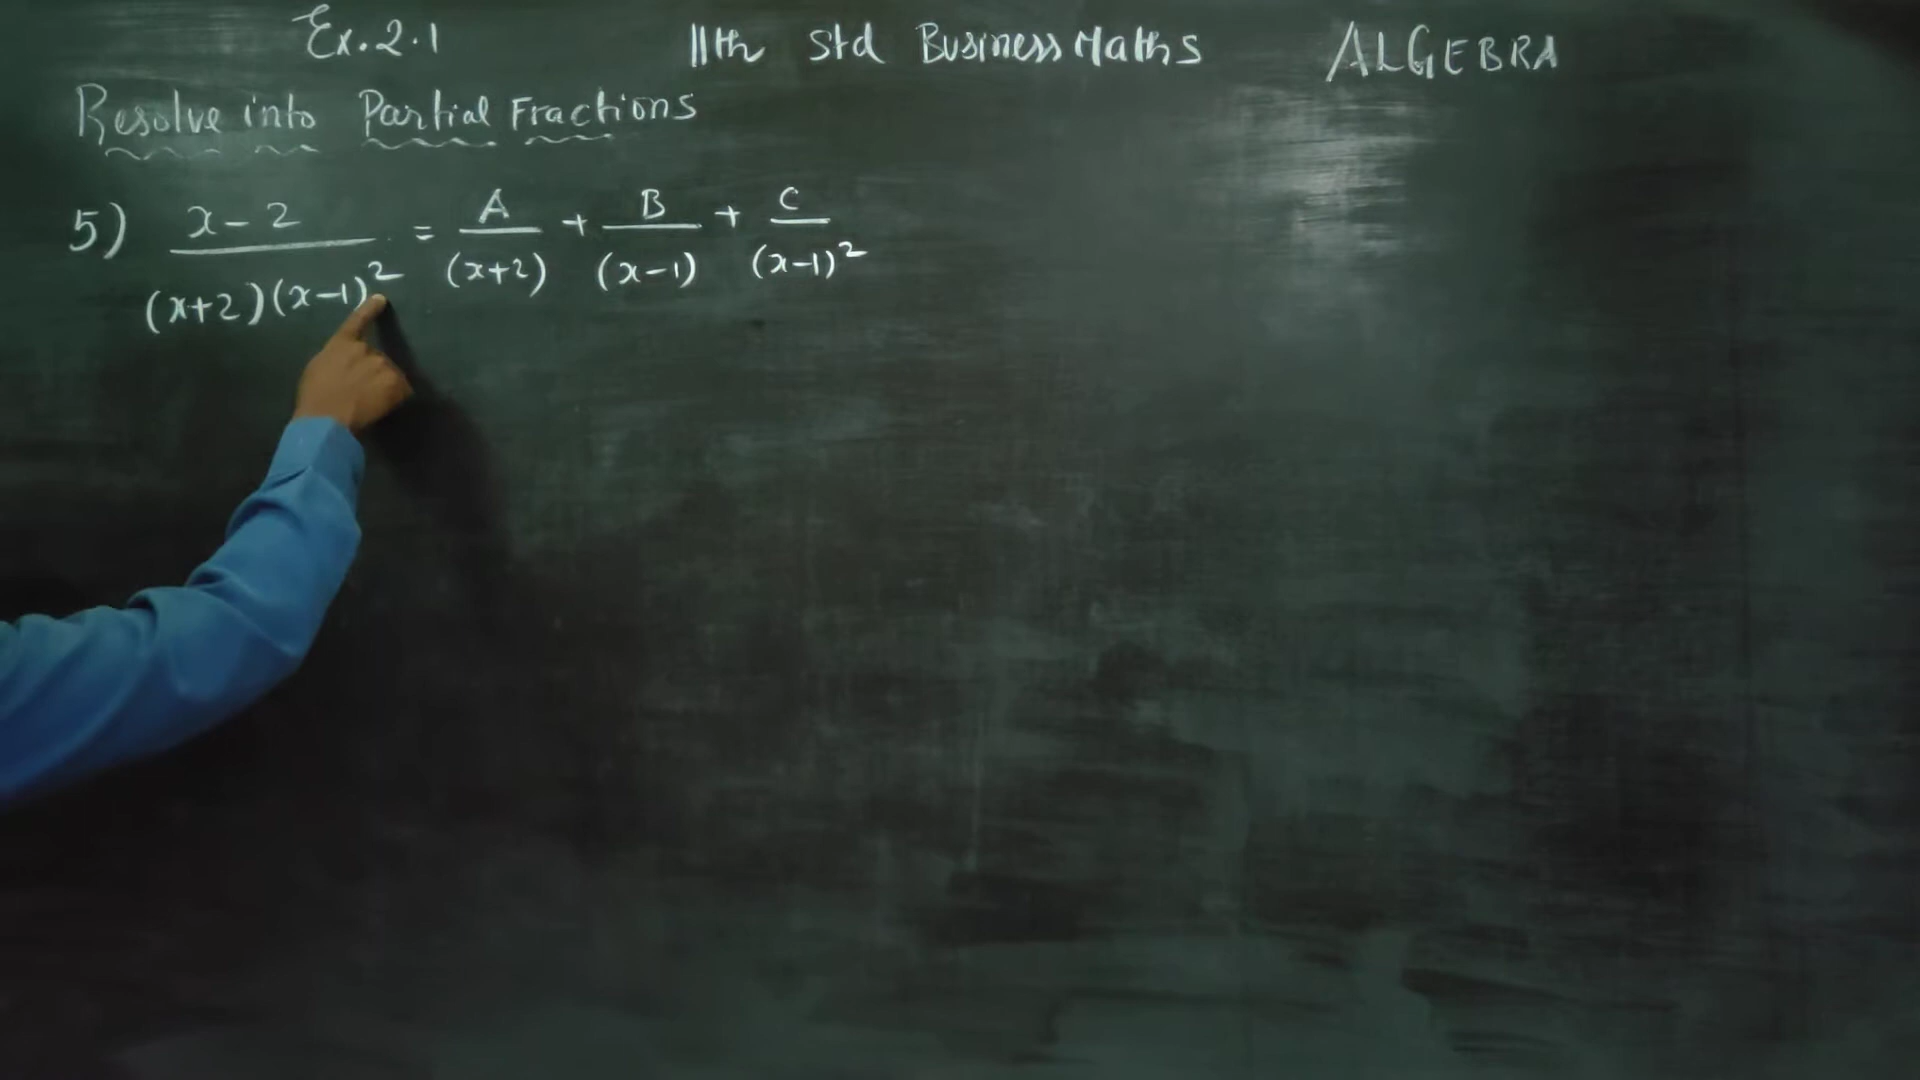 Ex.2.1 11th Std Business Maths ALGEBRA
Resolve into Partial Fractions
5) x-2 / (x+2)(x-1)² = A/(x+2) + B/(x-1) + C/(x-1)²